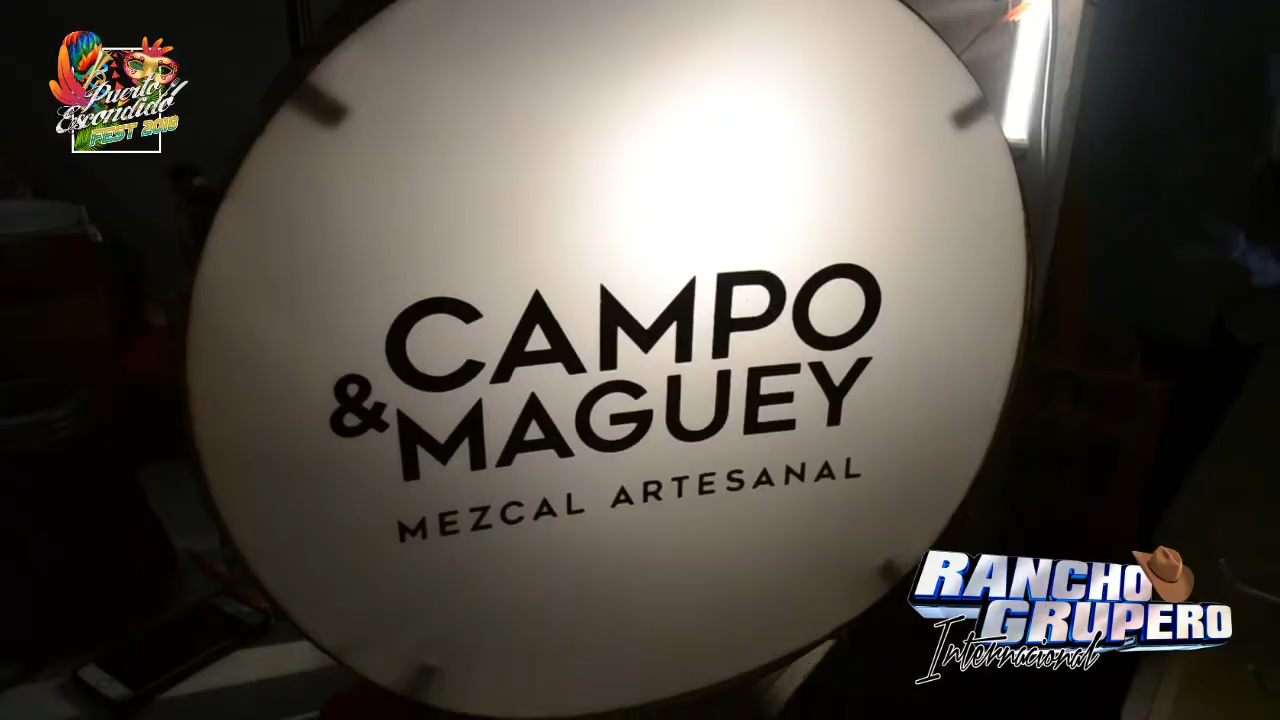 Puerto
Escondido
FEST 2018
CAMPO
& MAGUEY
MEZCAL ARTESANAL
RANCHO
GRUPERO
Internacional